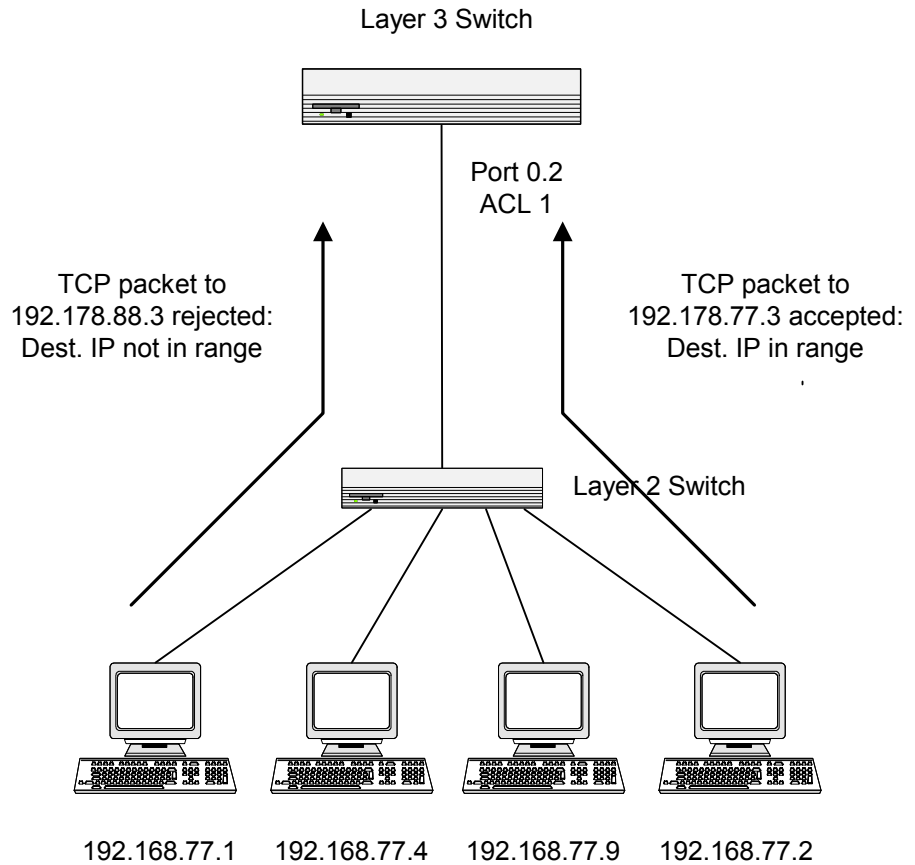 Layer 3 Switch
Port 0.2
ACL 1
TCP packet to
192.178.88.3 rejected:
Dest. IP not in range
TCP packet to
192.178.77.3 accepted:
Dest. IP in range
Layer 2 Switch
192.168.77.1
192.168.77.4
192.168.77.9
192.168.77.2